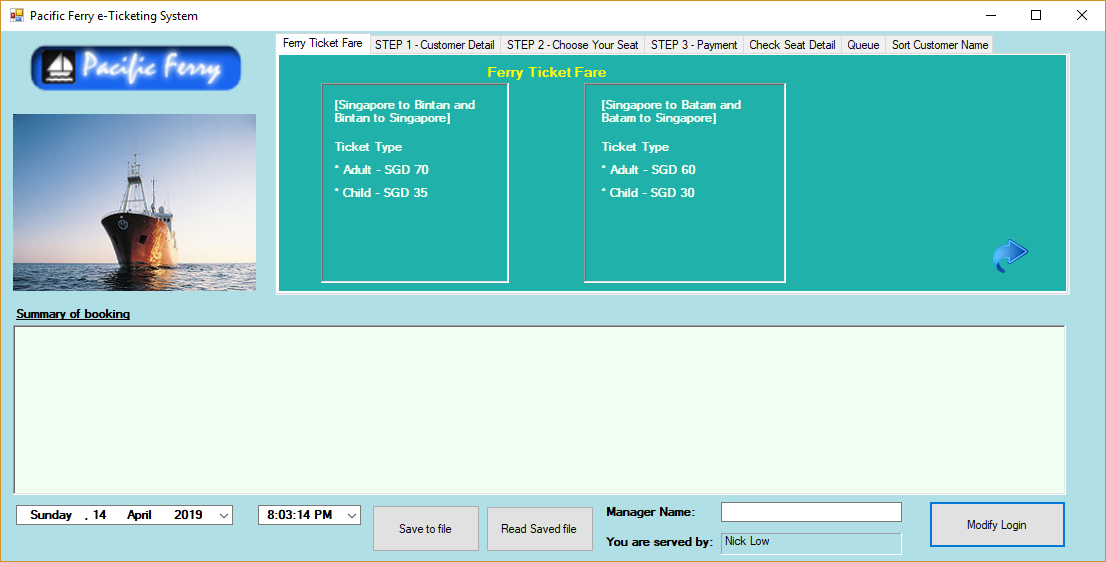 Pacific Ferry e-Ticketing System
Pacific Ferry
Ferry Ticket Fare
STEP 1 - Customer Detail
STEP 2 - Choose Your Seat
STEP 3 - Payment
Check Seat Detail
Queue
Sort Customer Name
Ferry Ticket Fare
[Singapore to Bintan and
Bintan to Singapore]
Ticket Type
* Adult - SGD 70
* Child - SGD 35
[Singapore to Batam and
Batam to Singapore]
Ticket Type
* Adult - SGD 60
* Child - SGD 30
Summary of booking
Sunday , 14 April 2019
8:03:14 PM
Save to file
Read Saved file
Manager Name:
You are served by: Nick Low
Modify Login